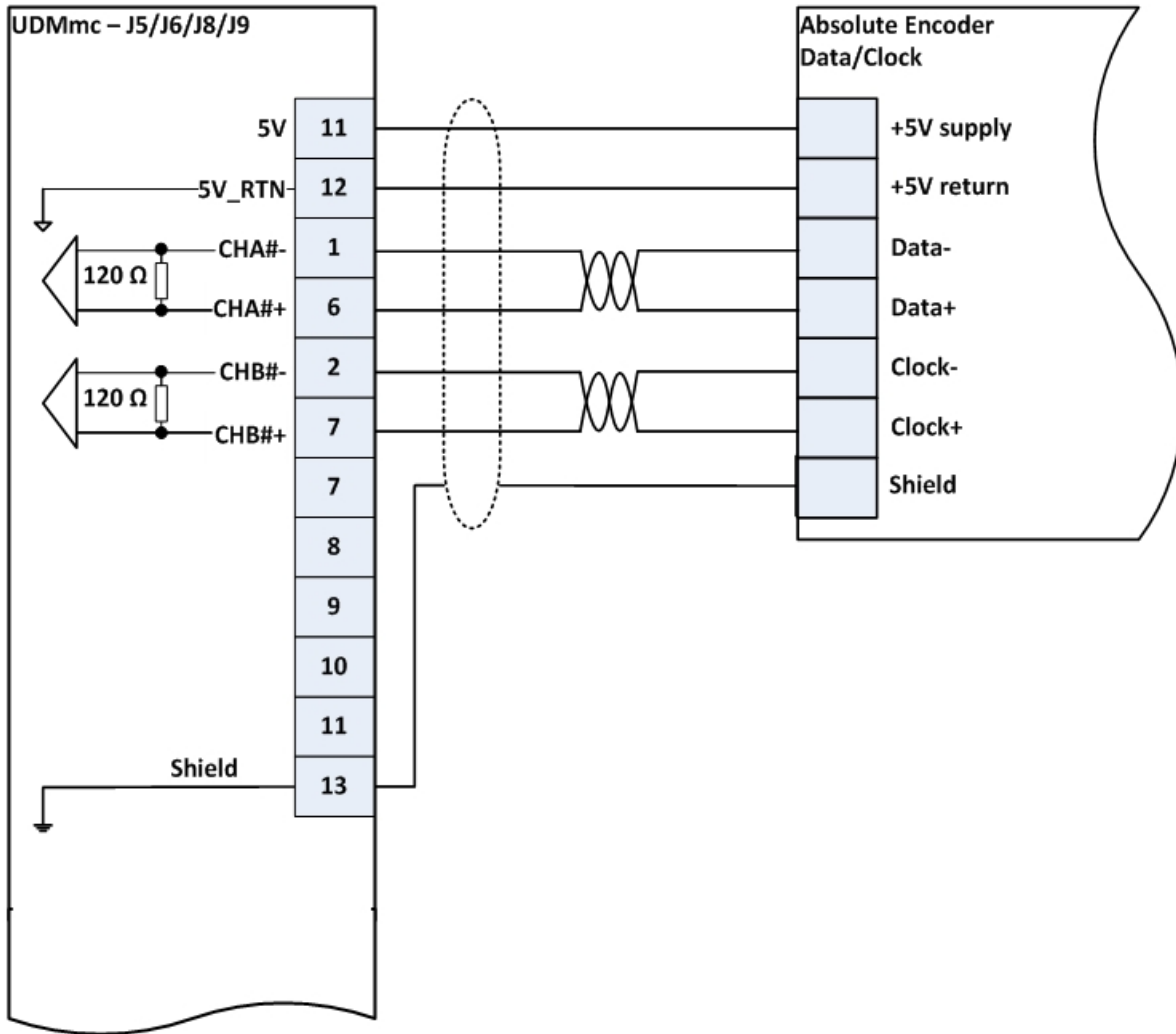 UDMmc – J5/J6/J8/J9
Absolute Encoder
Data/Clock
5V 11 +5V supply
5V_RTN 12 +5V return
CHA#- 1 Data-
120 Ω
CHA#+ 6 Data+
CHB#- 2 Clock-
120 Ω
CHB#+ 7 Clock+
7 Shield
8
9
10
11
Shield 13